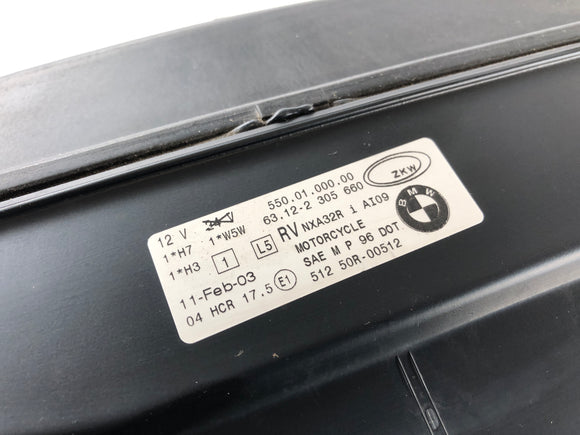 550.01.000.00
ZKW
12 V
63.12-2 305 660
BMW
1*H7 1*W5W
RV NXA32R i AI09
1*H3 1 L5
MOTORCYCLE
11-Feb-03
SAE M P 96 DOT
04 HCR 17.5 E1 512 50R-00512